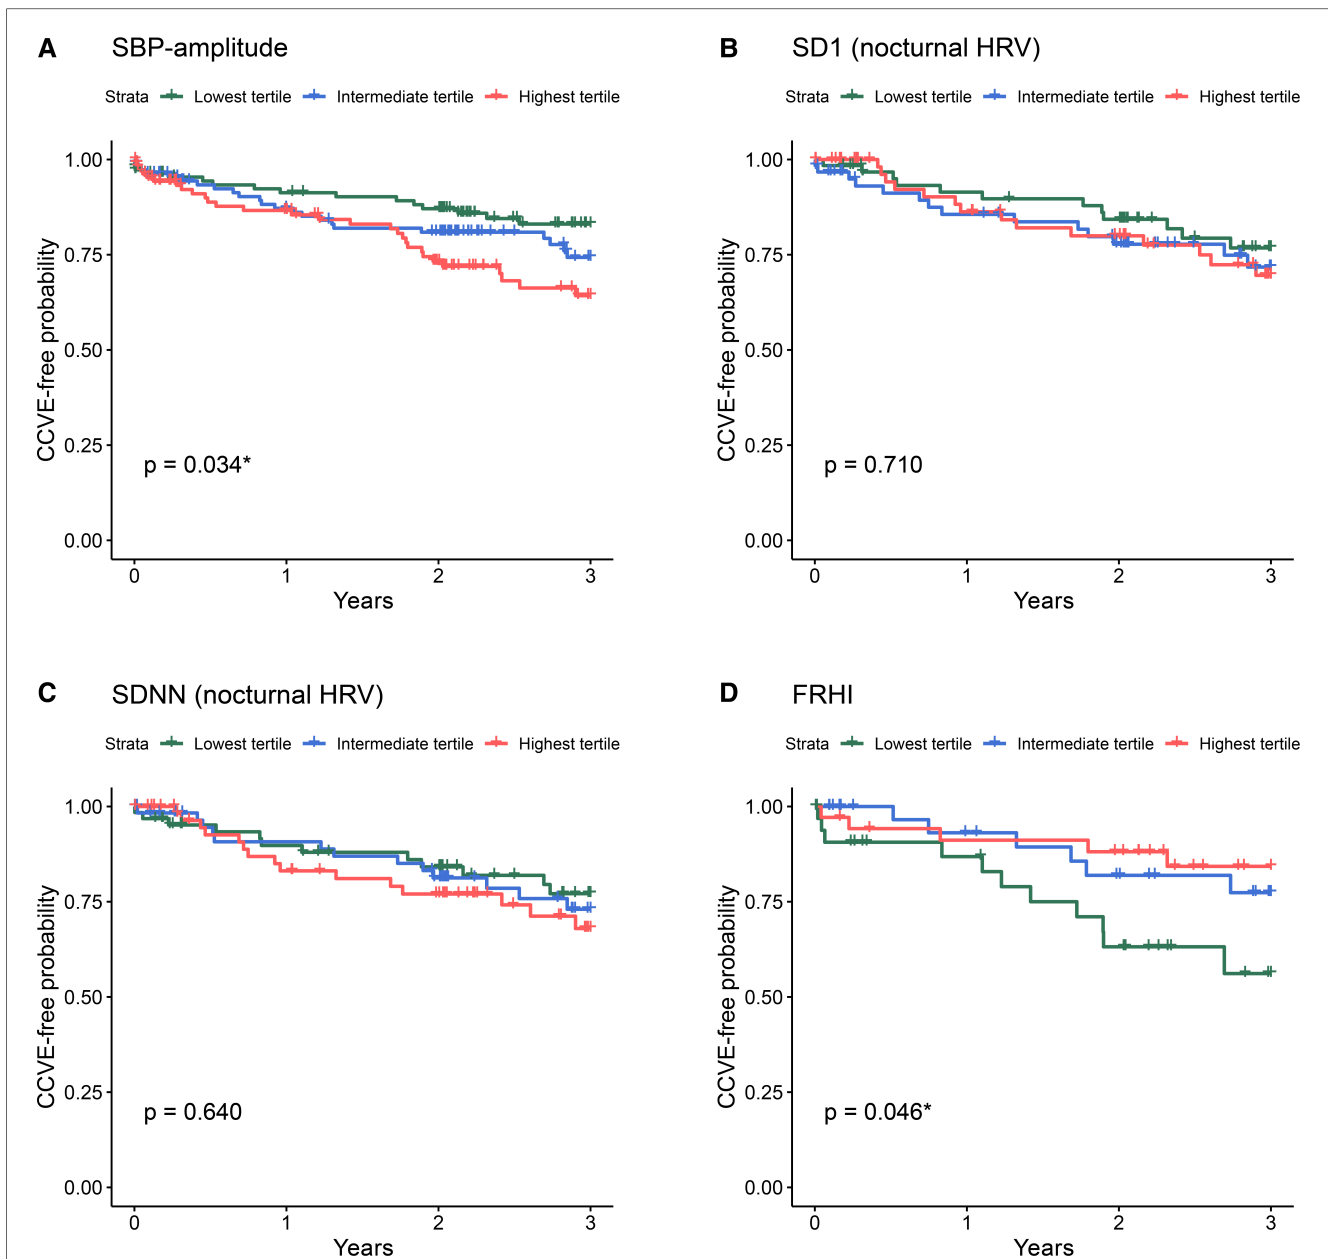 A SBP-amplitude
Strata Lowest tertile Intermediate tertile Highest tertile
CCVE-free probability
1.00
0.75
0.50
0.25
0.00
p = 0.034*
0 1 2 3
Years
B SD1 (nocturnal HRV)
Strata Lowest tertile Intermediate tertile Highest tertile
CCVE-free probability
1.00
0.75
0.50
0.25
0.00
p = 0.710
0 1 2 3
Years
C SDNN (nocturnal HRV)
Strata Lowest tertile Intermediate tertile Highest tertile
CCVE-free probability
1.00
0.75
0.50
0.25
0.00
p = 0.640
0 1 2 3
Years
D FRHI
Strata Lowest tertile Intermediate tertile Highest tertile
CCVE-free probability
1.00
0.75
0.50
0.25
0.00
p = 0.046*
0 1 2 3
Years